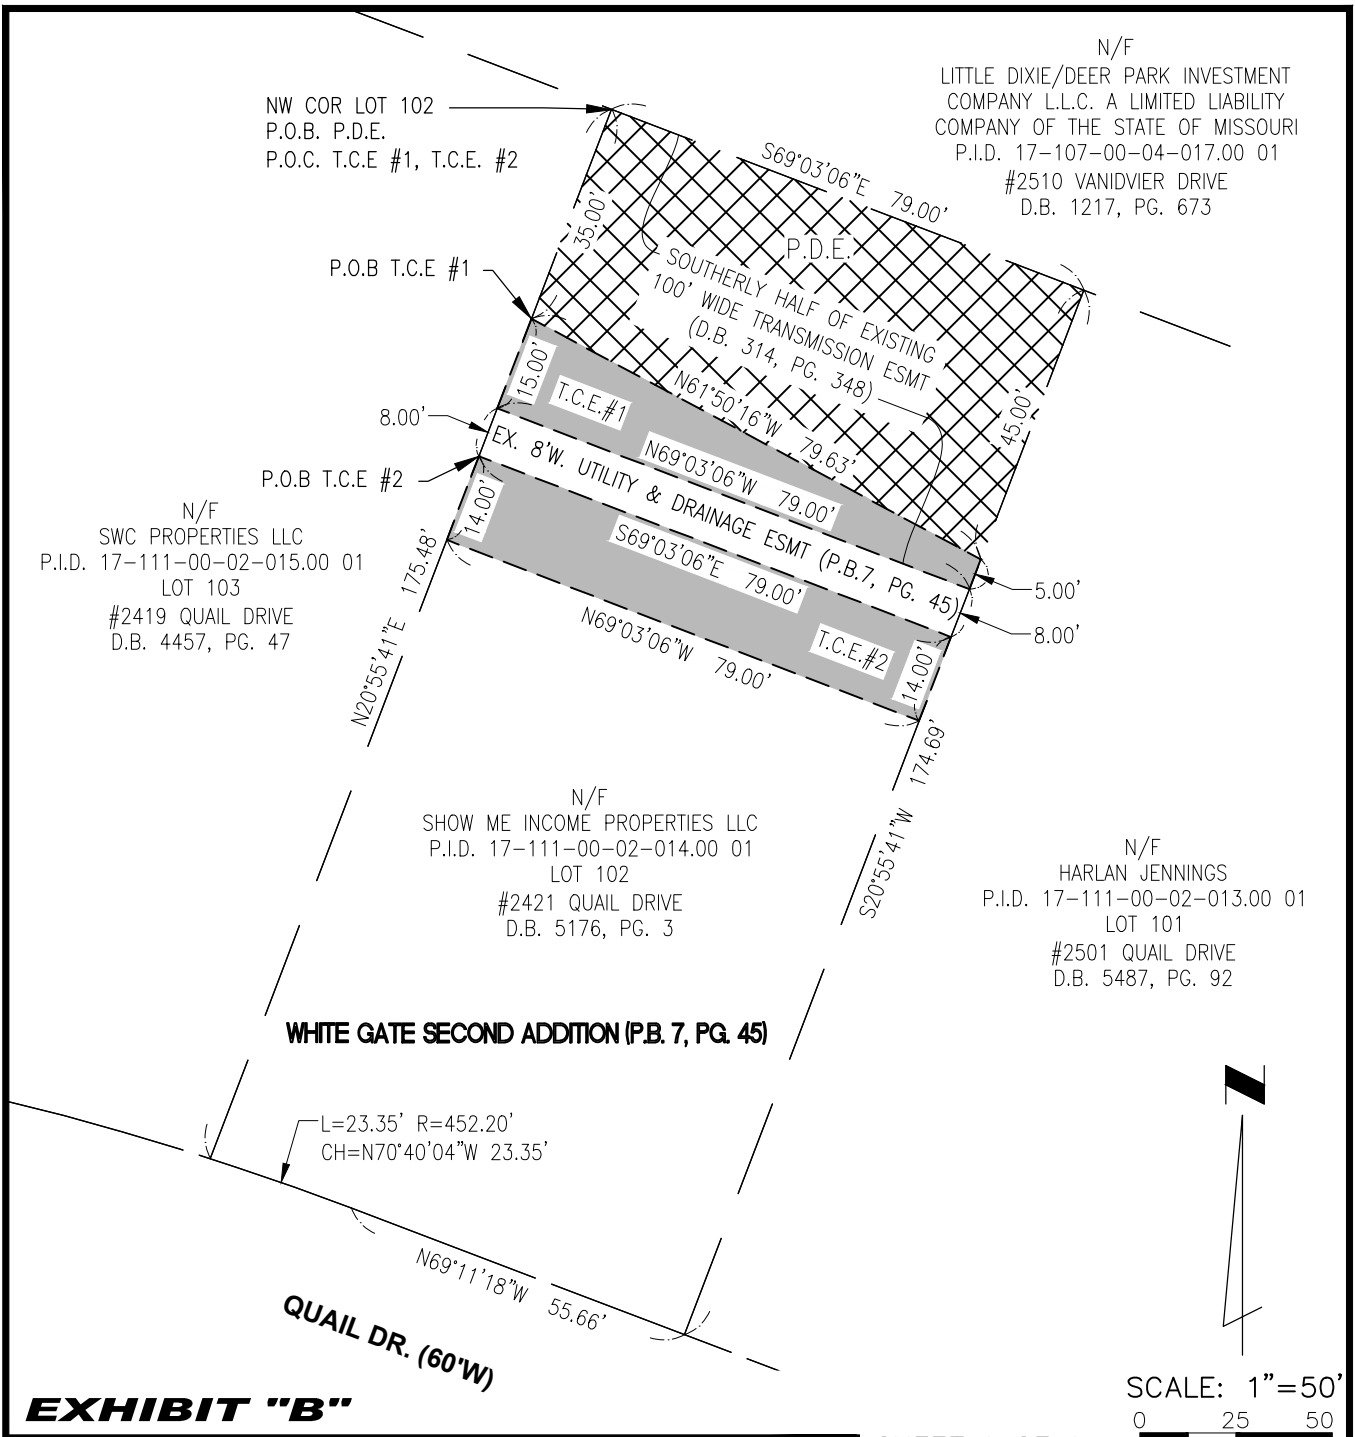 N/F
LITTLE DIXIE/DEER PARK INVESTMENT
COMPANY L.L.C. A LIMITED LIABILITY
COMPANY OF THE STATE OF MISSOURI
P.I.D. 17-107-00-04-017.00 01
#2510 VANIDVIER DRIVE
D.B. 1217, PG. 673
NW COR LOT 102
P.O.B. P.D.E.
P.O.C. T.C.E #1, T.C.E. #2
S69°03'06"E 79.00'
35.00'
P.D.E.
P.O.B T.C.E #1
SOUTHERLY HALF OF EXISTING
100' WIDE TRANSMISSION ESMT
(D.B. 314, PG. 348)
45.00'
15.00'
T.C.E.#1
N61°50'16"W 79.63'
8.00'
N69°03'06"W 79.00'
EX. 8'W. UTILITY & DRAINAGE ESMT (P.B.7, PG. 45)
P.O.B T.C.E #2
14.00'
S69°03'06"E 79.00'
5.00'
8.00'
N69°03'06"W 79.00'
T.C.E.#2
14.00'
N/F
SWC PROPERTIES LLC
P.I.D. 17-111-00-02-015.00 01
LOT 103
#2419 QUAIL DRIVE
D.B. 4457, PG. 47
N20°55'41"E 175.48'
S20°55'41"W 174.69'
N/F
SHOW ME INCOME PROPERTIES LLC
P.I.D. 17-111-00-02-014.00 01
LOT 102
#2421 QUAIL DRIVE
D.B. 5176, PG. 3
N/F
HARLAN JENNINGS
P.I.D. 17-111-00-02-013.00 01
LOT 101
#2501 QUAIL DRIVE
D.B. 5487, PG. 92
WHITE GATE SECOND ADDITION (P.B. 7, PG. 45)
N
L=23.35' R=452.20'
CH=N70°40'04"W 23.35'
N69°11'18"W 55.66'
QUAIL DR. (60'W)
EXHIBIT "B"
SCALE: 1"=50'
0 25 50